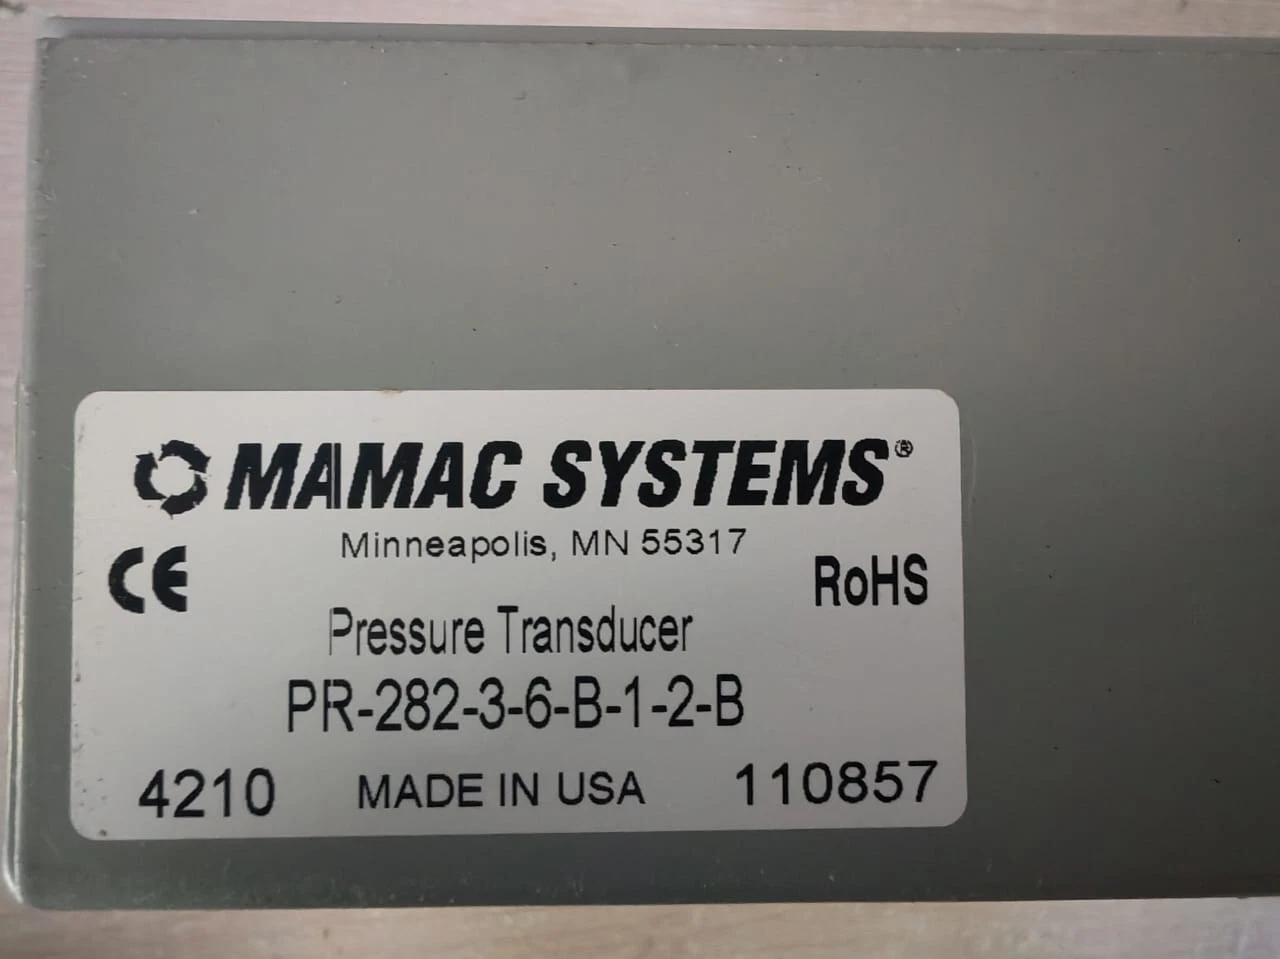 MAMAC SYSTEMS®
Minneapolis, MN 55317
CE
RoHS
Pressure Transducer
PR-282-3-6-B-1-2-B
4210 MADE IN USA 110857